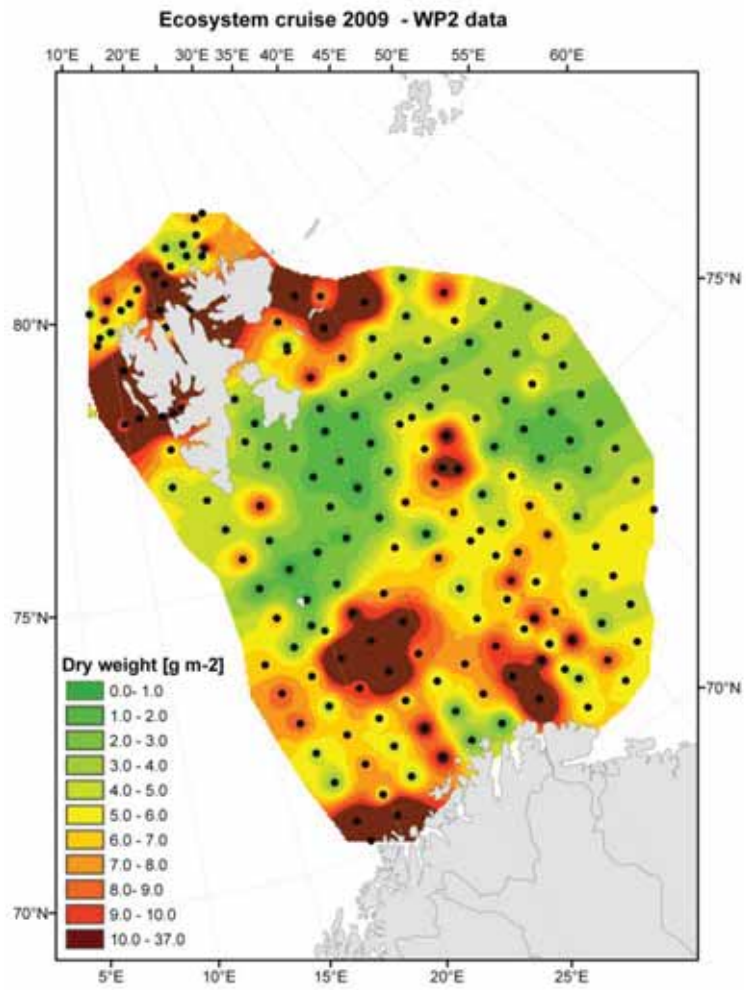 Ecosystem cruise 2009 - WP2 data
10°E 20°E 30°E 35°E 40°E 45°E 50°E 55°E 60°E
75°N
80°N
75°N
70°N
Dry weight [g m-2]
0.0- 1.0
1.0 - 2.0
2.0 - 3.0
3.0 - 4.0
4.0 - 5.0
5.0 - 6.0
6.0 - 7.0
7.0 - 8.0
8.0- 9.0
9.0 - 10.0
10.0 - 37.0
70°N
5°E 10°E 15°E 20°E 25°E